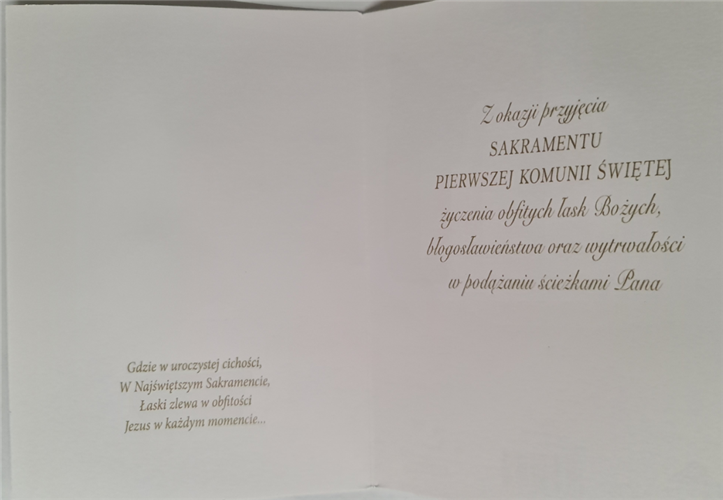 Gdzie w uroczystej cichości,
W Najświętszym Sakramencie,
Łaski zlewa w obfitości
Jezus w każdym momencie...
Z okazji przyjęcia
SAKRAMENTU
PIERWSZEJ KOMUNII ŚWIĘTEJ
życzenia obfitych łask Bożych,
błogosławieństwa oraz wytrwałości
w podążaniu ścieżkami Pana